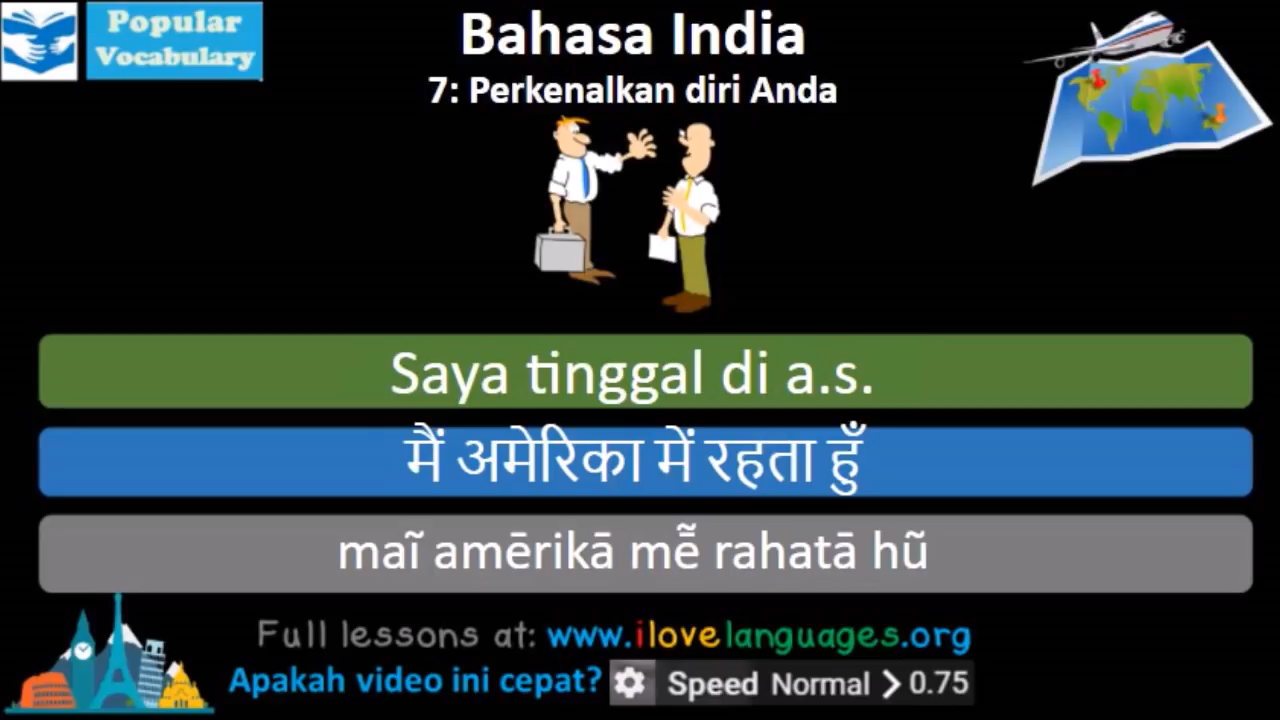 Popular
Vocabulary
Bahasa India
7: Perkenalkan diri Anda
Saya tinggal di a.s.
मैं अमेरिका में रहता हुँ
maĩ amērikā mē̃ rahatā hũ
Full lessons at: www.ilovelanguages.org
Apakah video ini cepat? Speed Normal > 0.75